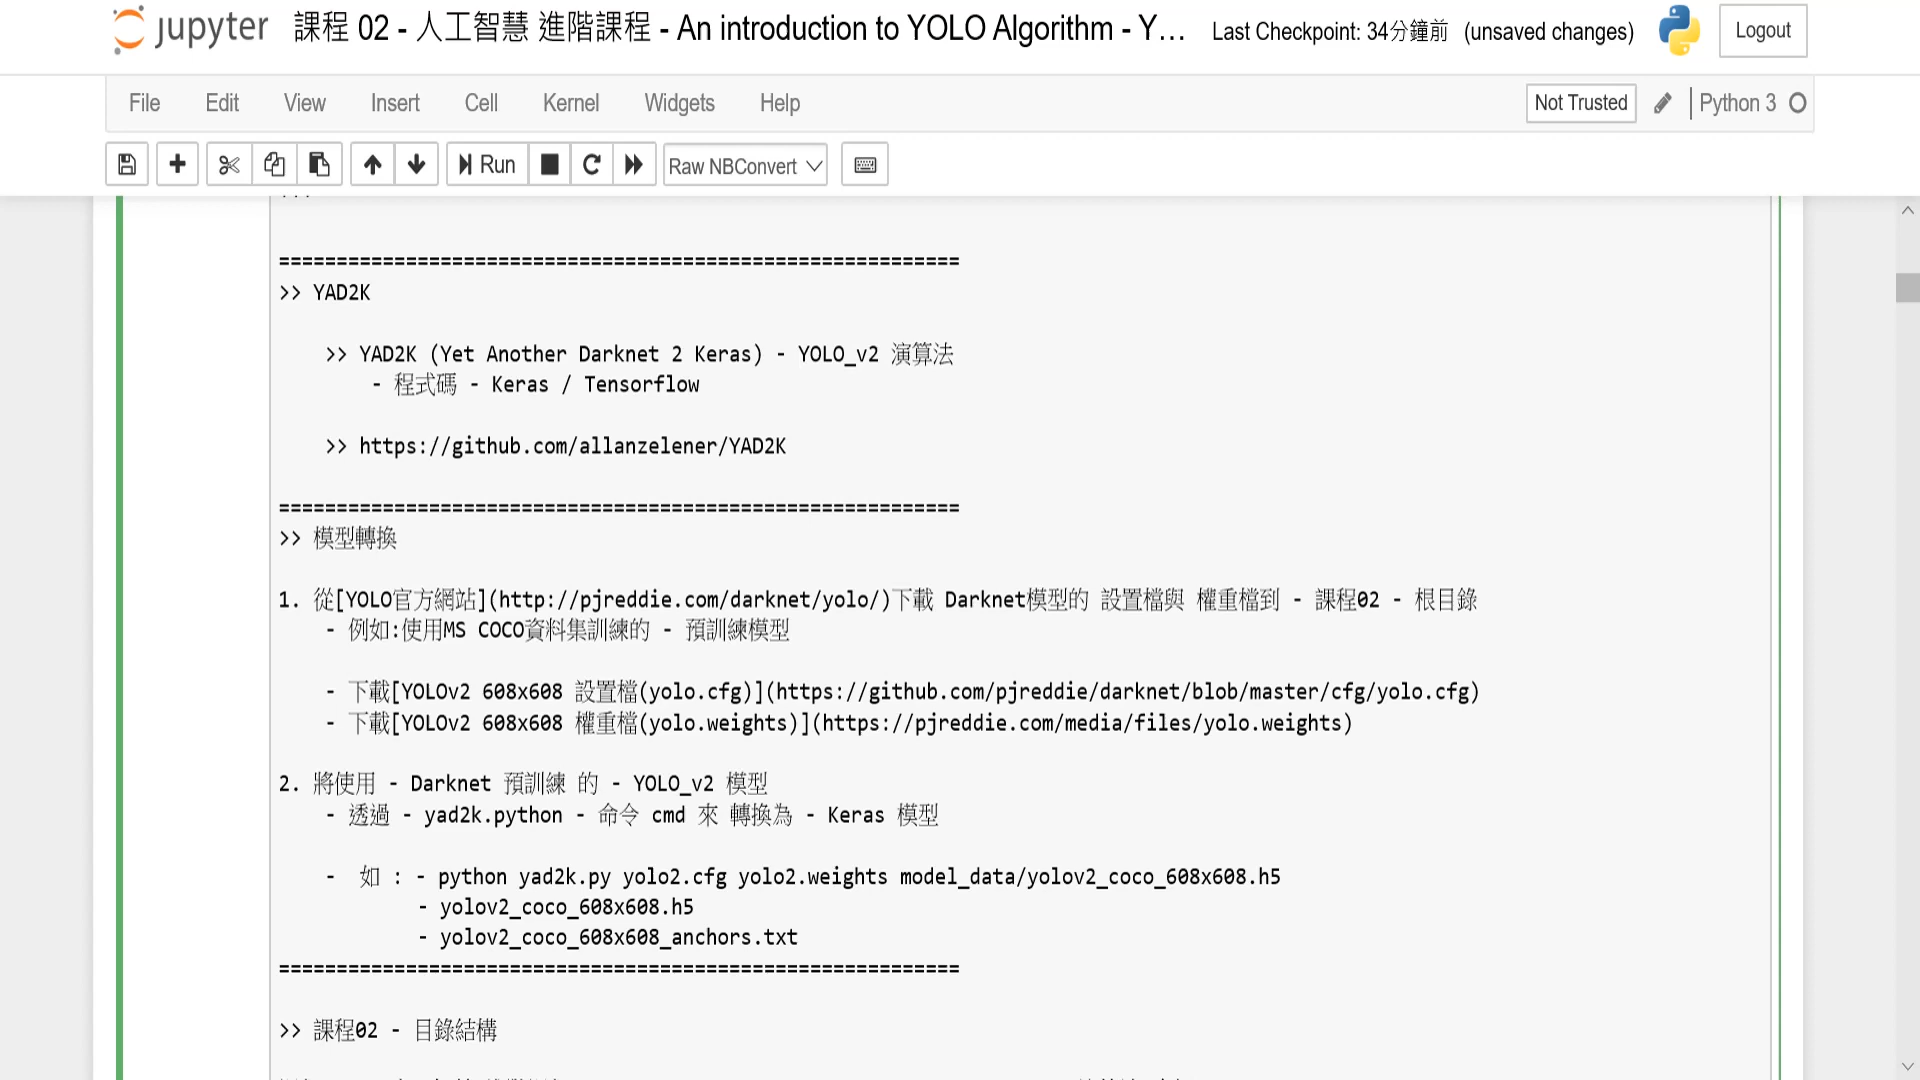 jupyter 課程 02 - 人工智慧 進階課程 - An introduction to YOLO Algorithm - Y... Last Checkpoint: 34分鐘前 (unsaved changes) Logout
File Edit View Insert Cell Kernel Widgets Help Not Trusted Python 3
Run Raw NBConvert
===========================================================
>> YAD2K
>> YAD2K (Yet Another Darknet 2 Keras) - YOLO_v2 演算法
- 程式碼 - Keras / Tensorflow
>> https://github.com/allanzelener/YAD2K
===========================================================
>> 模型轉換
1. 從[YOLO官方網站](http://pjreddie.com/darknet/yolo/)下載 Darknet模型的 設置檔與 權重檔到 - 課程02 - 根目錄
- 例如:使用MS COCO資料集訓練的 - 預訓練模型
- 下載[YOLOv2 608x608 設置檔(yolo.cfg)](https://github.com/pjreddie/darknet/blob/master/cfg/yolo.cfg)
- 下載[YOLOv2 608x608 權重檔(yolo.weights)](https://pjreddie.com/media/files/yolo.weights)
2. 將使用 - Darknet 預訓練 的 - YOLO_v2 模型
- 透過 - yad2k.python - 命令 cmd 來 轉換為 - Keras 模型
- 如 : - python yad2k.py yolo2.cfg yolo2.weights model_data/yolov2_coco_608x608.h5
- yolov2_coco_608x608.h5
- yolov2_coco_608x608_anchors.txt
===========================================================
>> 課程02 - 目錄結構